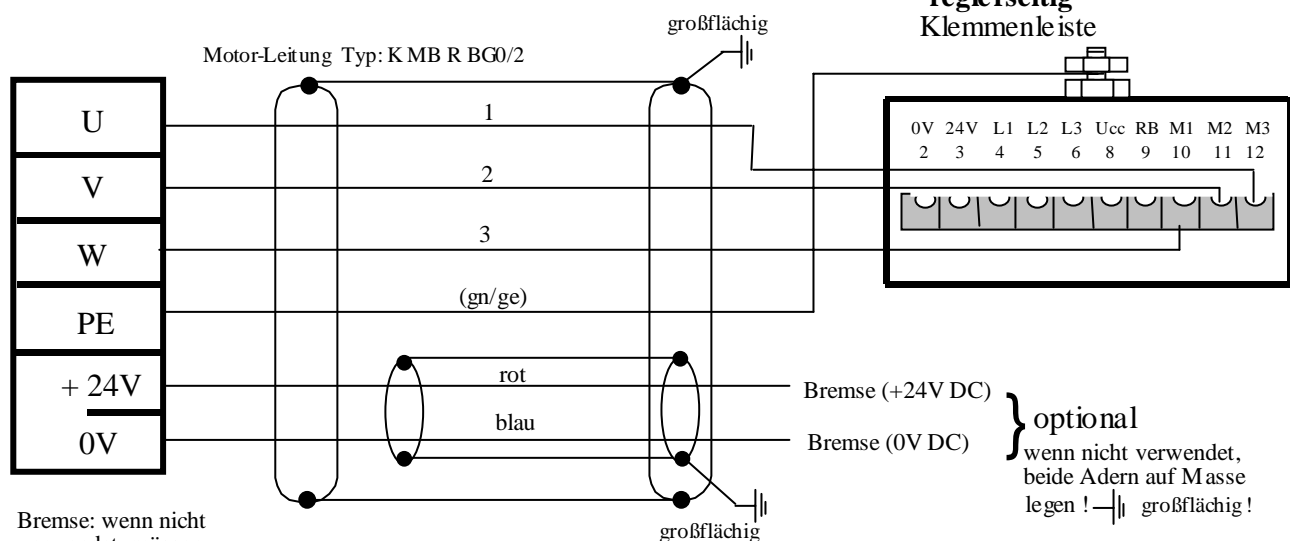 reglerseitig
Klemmenleiste
großflächig
Motor-Leitung Typ: KMB R BG0/2
U
V
W
PE
+ 24V
0V
1
2
3
(gn/ge)
rot
blau
0V 24V L1 L2 L3 Ucc RB M1 M2 M3
2 3 4 5 6 8 9 10 11 12
Bremse (+24V DC)
Bremse (0V DC)
optional
wenn nicht verwendet,
beide Adern auf Masse
legen ! großflächig !
großflächig
Bremse: wenn nicht